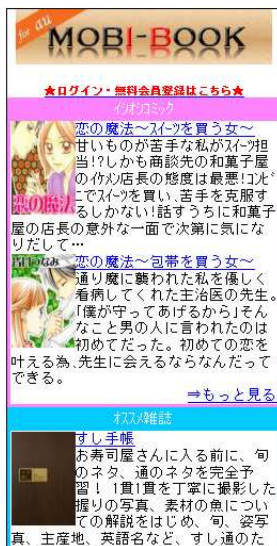 for au
MOBI-BOOK
★ログイン・無料会員登録はこちら★
イチオシコミック
恋の魔法～スイーツを買う女～
甘いものが苦手な私がスイーツ担
当!?しかも商談先の和菓子屋
のイケメン店長の態度は最悪!コンビ
ニでスイーツを買い、苦手を克服す
るしかない!話すうちに和菓子
屋の店長の意外な一面で次第に気にな
りだして…
恋の魔法
恋の魔法～包帯を買う女～
通り魔に襲われた私を優しく
看病してくれた主治医の先生。
「僕が守ってあげるから」そん
なこと男の人に言われたのは
初めてだった。初めての恋を
叶える為、先生に会えるならなんだって
できる。
⇒もっと見る
オススメ雑誌
すし手帳
お寿司屋さんに入る前に、旬
のネタ、通のネタを完全予
習! 1貫1貫を丁寧に撮影した
握りの写真、素材の魚につい
ての解説をはじめ、旬、写
真、主産地、英語名など、すし通のた